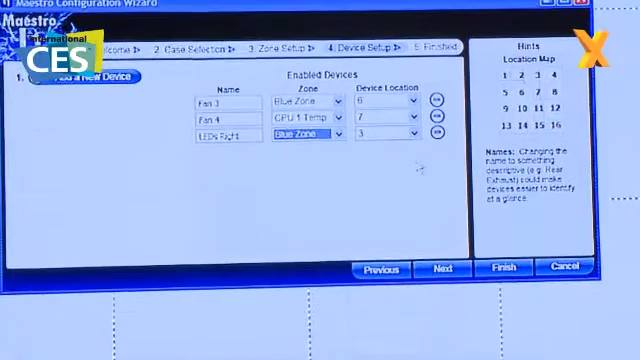 Maestro Configuration Wizard
Maestro
International
CES
elcome
2. Case Selection
3. Zone Setup
4. Device Setup
5. Finished
1. Add a New Device
Enabled Devices
Name Zone Device Location
Fan 3 Blue Zone 6
Fan 4 CPU 1 Temp 7
LEDs Right Blue Zone 3
Hints
Location Map
1 2 3 4
5 6 7 8
9 10 11 12
13 14 15 16
Names: Changing the
name to something
descriptive (e.g. Rear
Exhaust) could make
devices easier to identify
at a glance.
Previous Next Finish Cancel
X